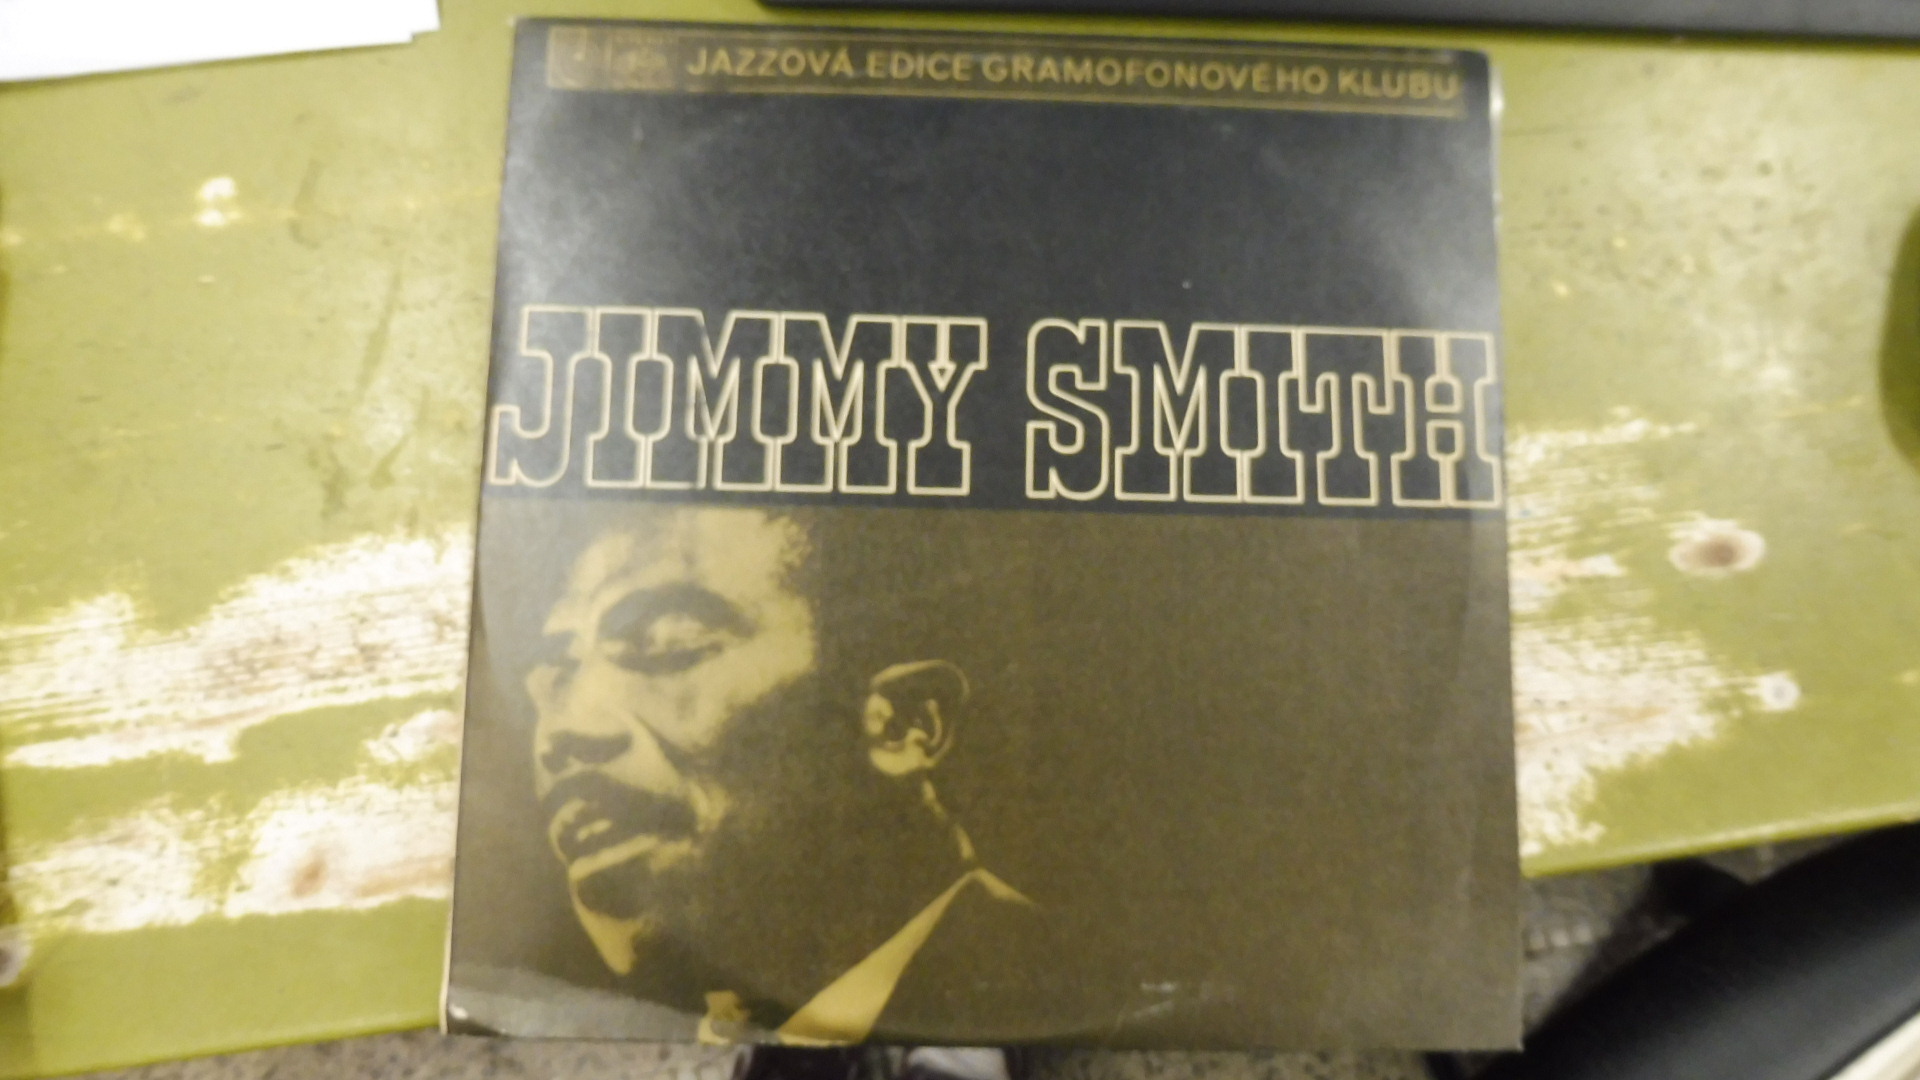 JAZZOVÁ EDICE GRAMOFONOVÉHO KLUBU
JIMMY SMITH